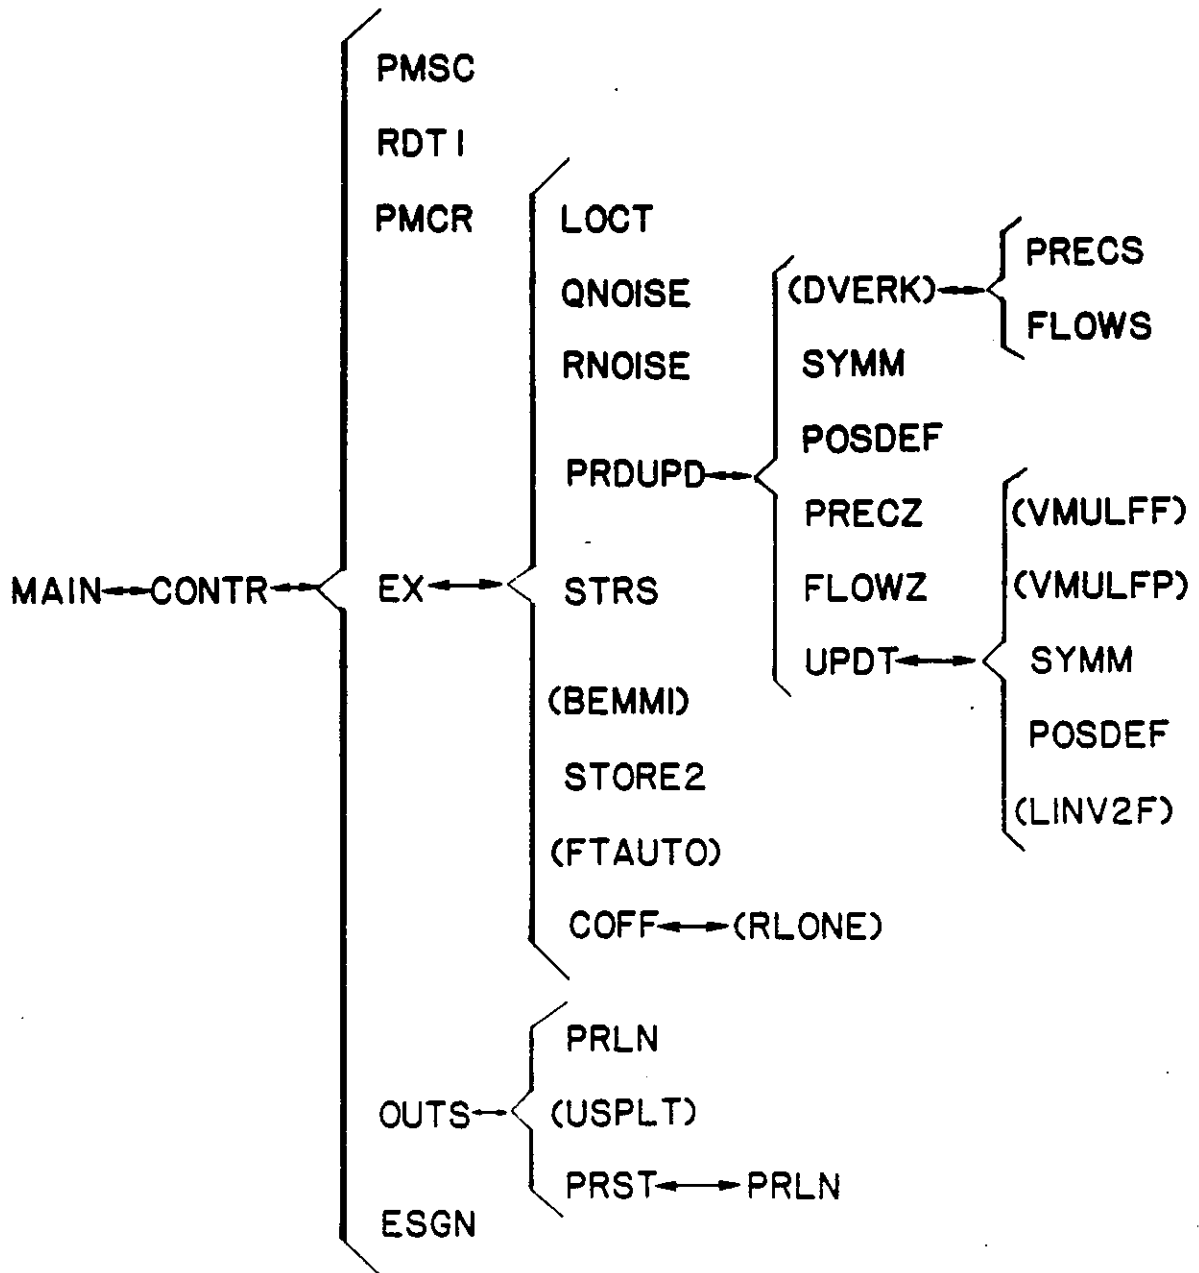 PMSC
RDTI
PMCR
LOCT
QNOISE
RNOISE
PRDUPD
(DVERK)
PRECS
FLOWS
SYMM
POSDEF
PRECZ
FLOWZ
UPDT
(VMULFF)
(VMULFP)
SYMM
POSDEF
(LINV2F)
MAIN CONTR
EX
STRS
(BEMMI)
STORE2
(FTAUTO)
COFF (RLONE)
OUTS
PRLN
(USPLT)
PRST PRLN
ESGN